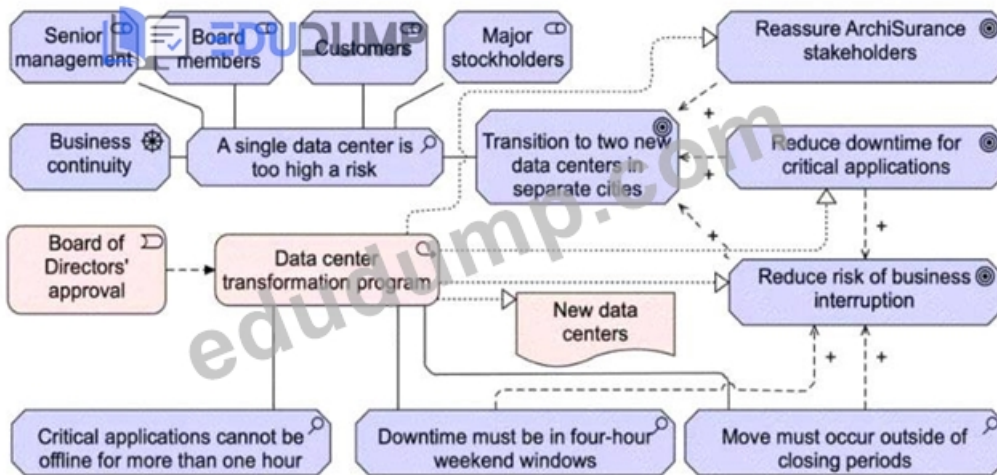 Senior
management
Board
members
Customers
Major
stockholders
Reassure ArchiSurance
stakeholders
EDUDUMP
Business
continuity
A single data center is
too high a risk
Transition to two new
data centers in
separate cities
Reduce downtime for
critical applications
+
+
+
+
Board of
Directors'
approval
Data center
transformation program
New data
centers
Reduce risk of business
interruption
+
+
edudump.com
Critical applications cannot be
offline for more than one hour
Downtime must be in four-hour
weekend windows
Move must occur outside of
closing periods